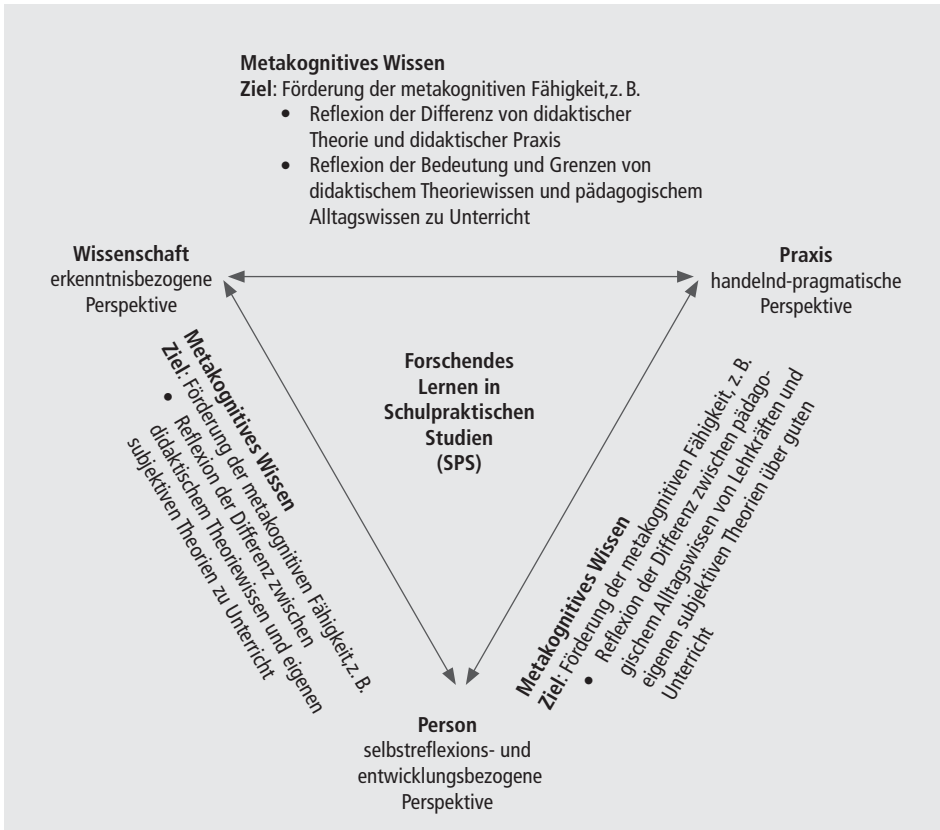 Metakognitives Wissen
Ziel: Förderung der metakognitiven Fähigkeit,z. B.
• Reflexion der Differenz von didaktischer
Theorie und didaktischer Praxis
• Reflexion der Bedeutung und Grenzen von
didaktischem Theoriewissen und pädagogischem
Alltagswissen zu Unterricht
Wissenschaft
erkenntnisbezogene
Perspektive
Praxis
handelnd-pragmatische
Perspektive
Forschendes
Lernen in
Schulpraktischen
Studien
(SPS)
Metakognitives Wissen
Ziel: Förderung der metakognitiven Fähigkeit,z. B.
• Reflexion der Differenz zwischen
didaktischem Theoriewissen und eigenen
subjektiven Theorien zu Unterricht
Metakognitives Wissen
Ziel: Förderung der metakognitiven Fähigkeit, z. B.
• Reflexion der Differenz zwischen pädago-
gischem Alltagswissen von Lehrkräften und
eigenen subjektiven Theorien über guten
Unterricht
Person
selbstreflexions- und
entwicklungsbezogene
Perspektive